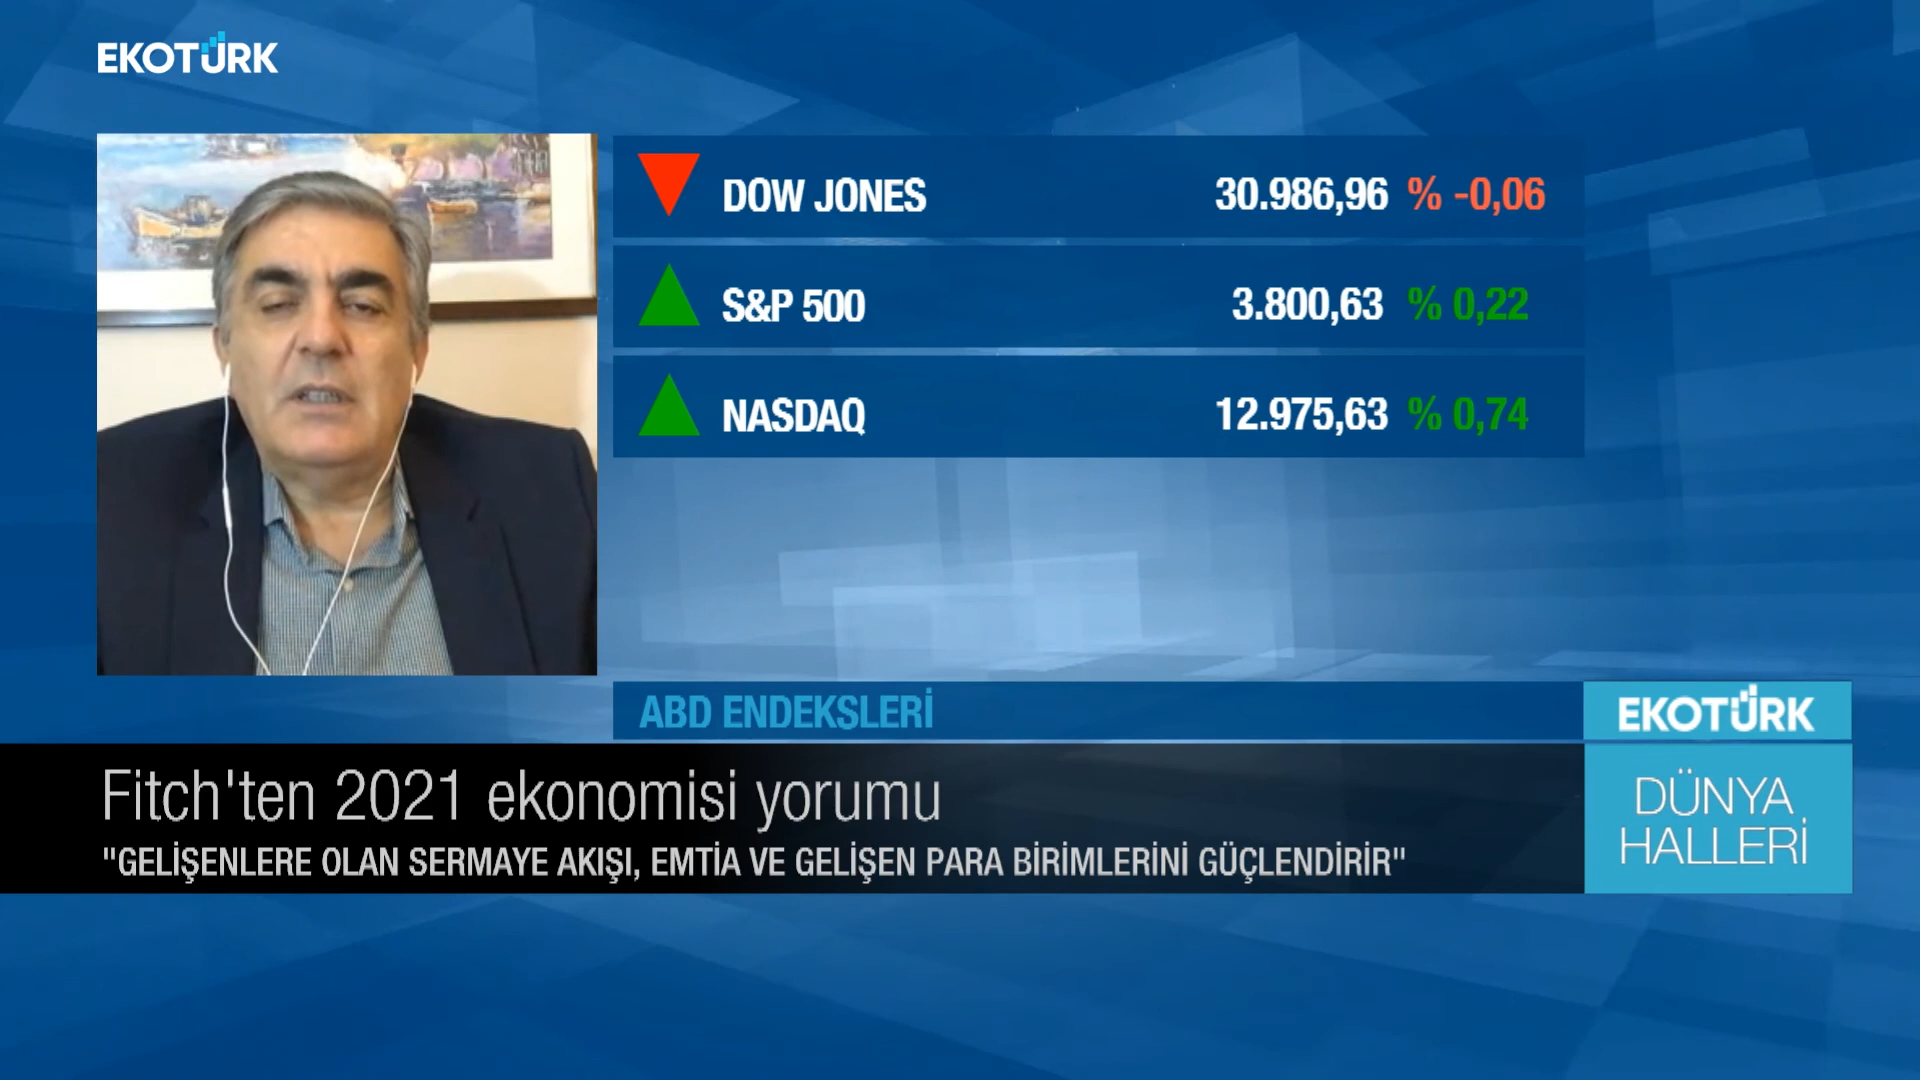 EKOTÜRK
DOW JONES 30.986,96 % -0,06
S&P 500 3.800,63 % 0,22
NASDAQ 12.975,63 % 0,74
ABD ENDEKSLERİ
EKOTÜRK
Fitch'ten 2021 ekonomisi yorumu
"GELİŞENLERE OLAN SERMAYE AKIŞI, EMTİA VE GELİŞEN PARA BİRİMLERİNİ GÜÇLENDİRİR"
DÜNYA
HALLERİ